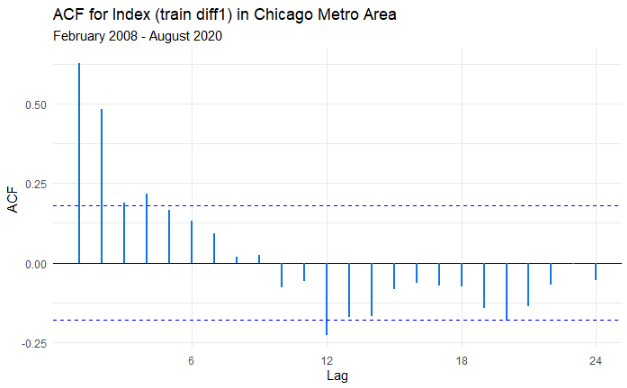 ACF for Index (train diff1) in Chicago Metro Area
February 2008 - August 2020
ACF
0.50
0.25
0.00
-0.25
6
12
18
24
Lag